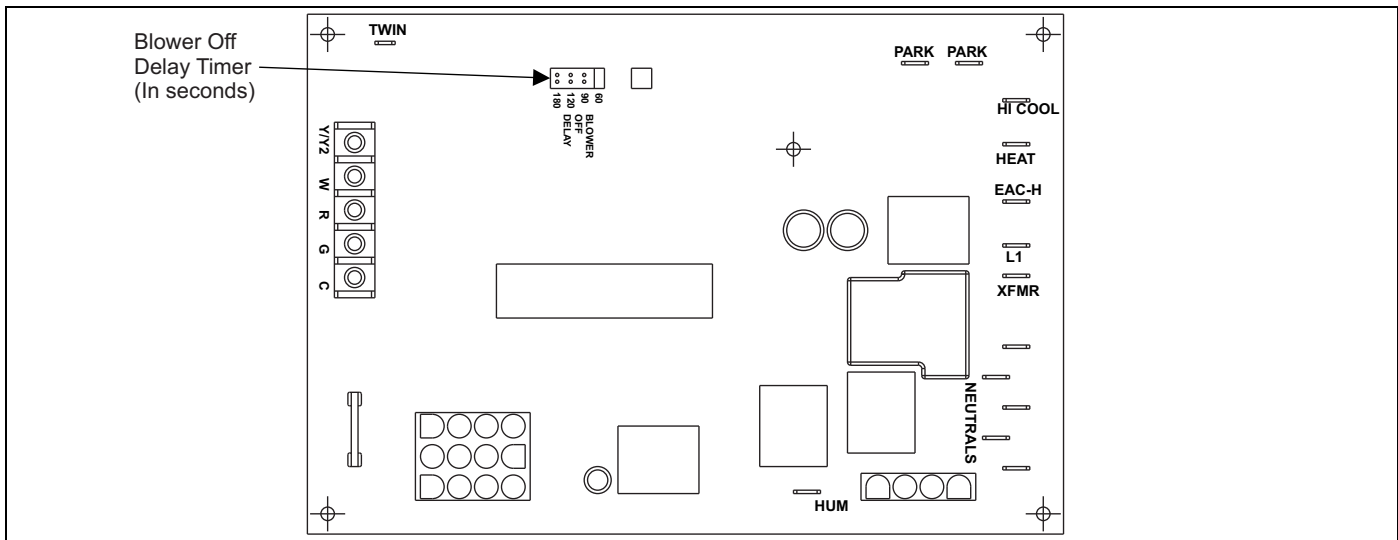 Blower Off
Delay Timer
(In seconds)
TWIN
PARK PARK
180
120
90
60
BLOWER
OFF
DELAY
HI COOL
HEAT
EAC-H
L1
XFMR
Y/Y2
W
R
G
C
NEUTRALS
HUM